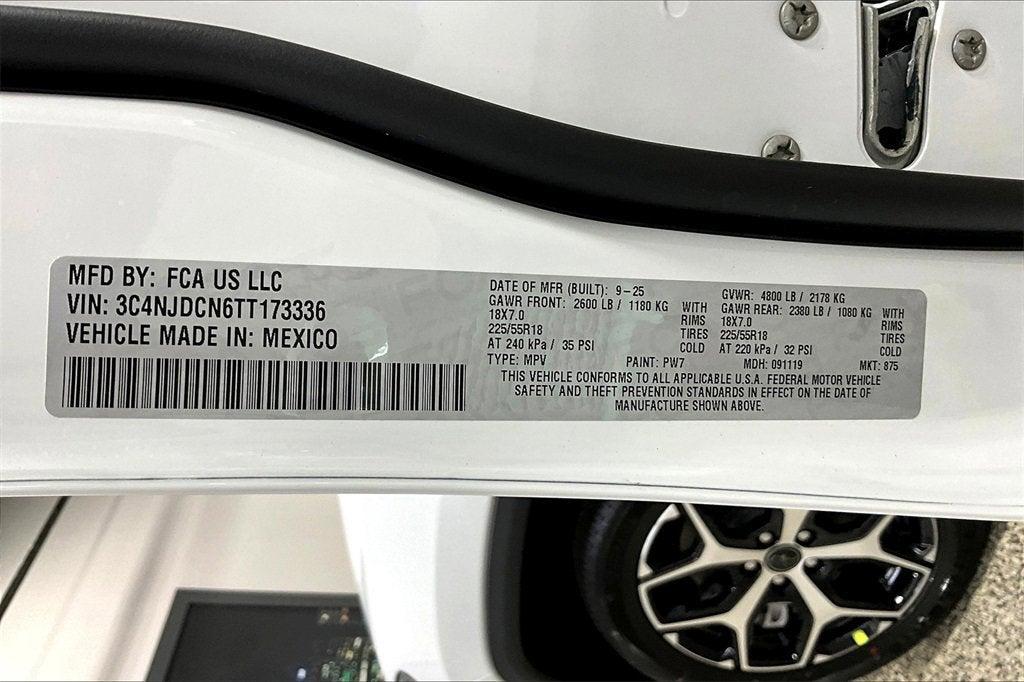 MFD BY: FCA US LLC
VIN: 3C4NJDCN6TT173336
VEHICLE MADE IN: MEXICO
DATE OF MFR (BUILT): 9-25
GAWR FRONT: 2600 LB / 1180 KG WITH
18X7.0 RIMS
225/55R18 TIRES
AT 240 kPa / 35 PSI COLD
GVWR: 4800 LB / 2178 KG
GAWR REAR: 2380 LB / 1080 KG WITH
18X7.0 RIMS
225/55R18 TIRES
AT 220 kPa / 32 PSI COLD
TYPE: MPV PAINT: PW7 MDH: 091119 MKT: 875
THIS VEHICLE CONFORMS TO ALL APPLICABLE U.S.A. FEDERAL MOTOR VEHICLE
SAFETY AND THEFT PREVENTION STANDARDS IN EFFECT ON THE DATE OF
MANUFACTURE SHOWN ABOVE.